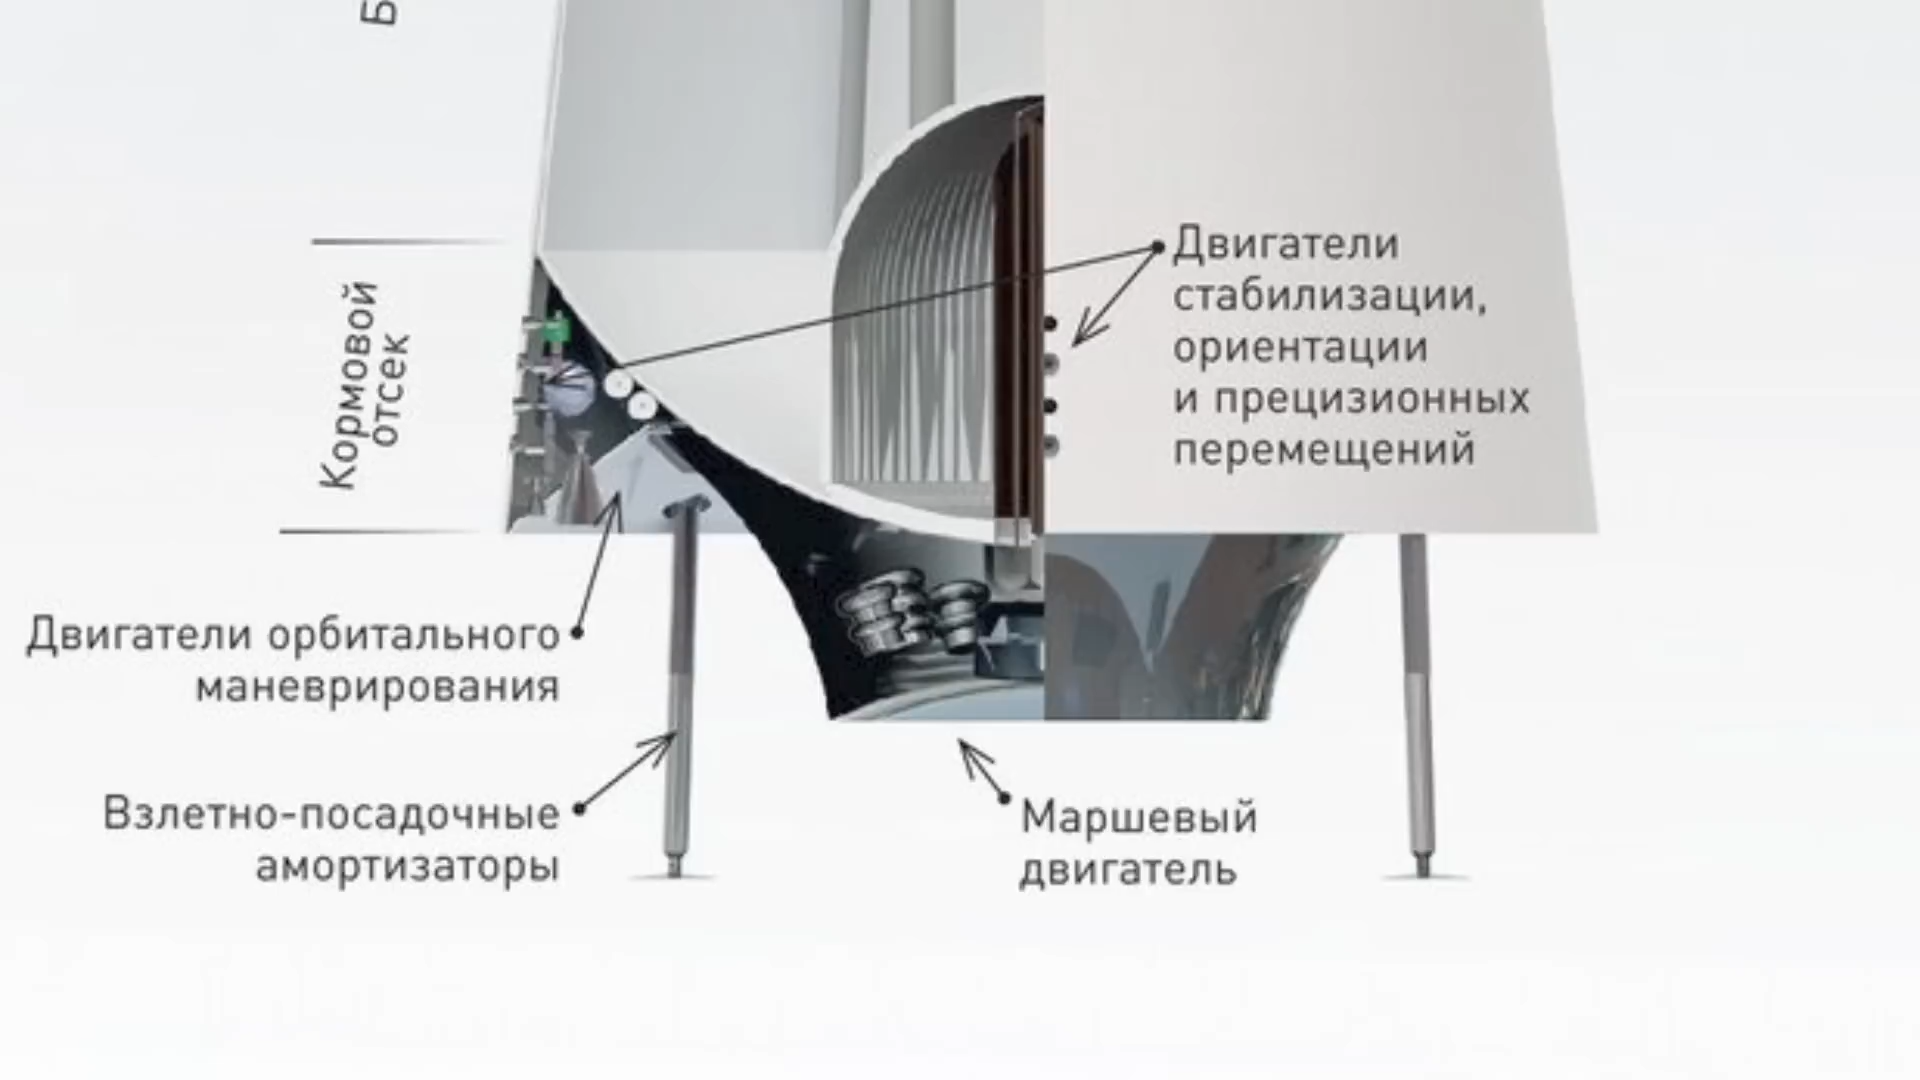 Б
Кормовой
отсек
Двигатели
стабилизации,
ориентации
и прецизионных
перемещений
Двигатели орбитального
маневрирования
Взлетно-посадочные
амортизаторы
Маршевый
двигатель